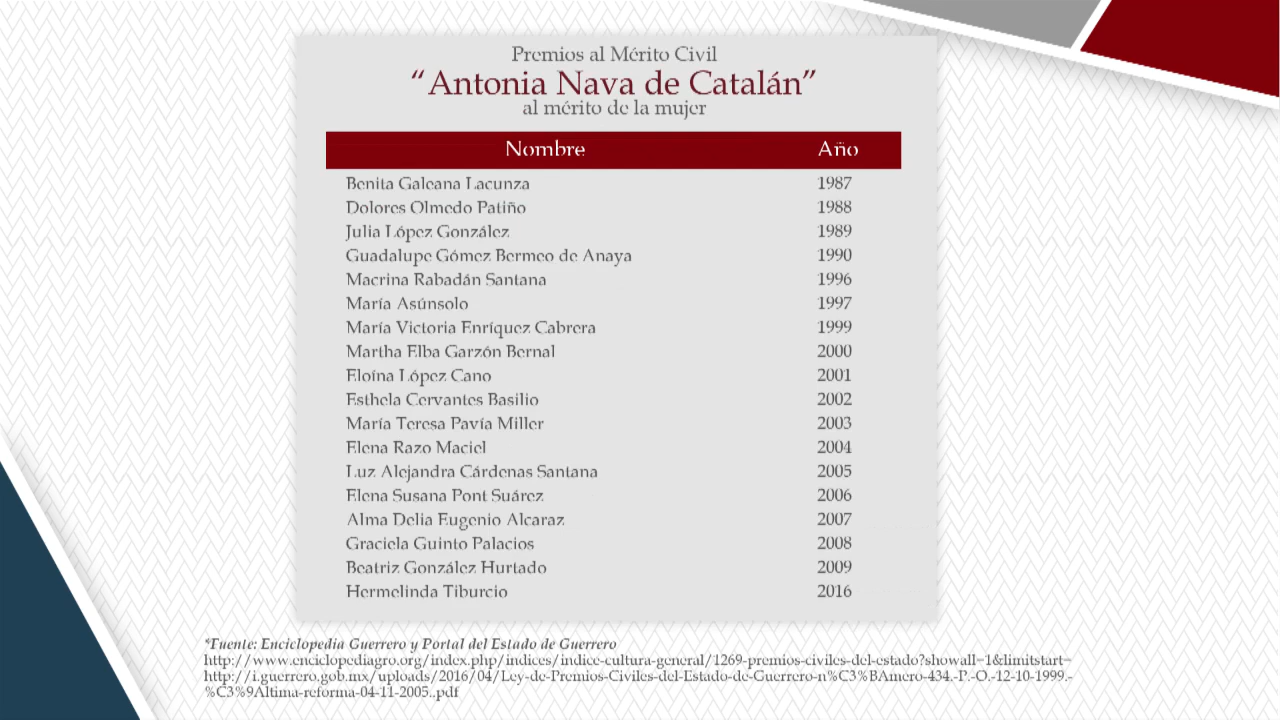 Premios al Mérito Civil
“Antonia Nava de Catalán”
al mérito de la mujer
Nombre Año
Benita Galeana Lacunza 1987
Dolores Olmedo Patiño 1988
Julia López González 1989
Guadalupe Gómez Bermeo de Anaya 1990
Macrina Rabadán Santana 1996
María Asúnsolo 1997
María Victoria Enríquez Cabrera 1999
Martha Elba Garzón Bernal 2000
Eloína López Cano 2001
Esthela Cervantes Basilio 2002
María Teresa Pavía Miller 2003
Elena Razo Maciel 2004
Luz Alejandra Cárdenas Santana 2005
Elena Susana Pont Suárez 2006
Alma Delia Eugenio Alcaraz 2007
Graciela Guinto Palacios 2008
Beatriz González Hurtado 2009
Hermelinda Tiburcio 2016
*Fuente: Enciclopedia Guerrero y Portal del Estado de Guerrero
http://www.enciclopediagro.org/index.php/indices/indice-cultura-general/1269-premios-civiles-del-estado?showall=1&limitstart=
http://i.guerrero.gob.mx/uploads/2016/04/Ley-de-Premios-Civiles-del-Estado-de-Guerrero-n%C3%BAmero-434.-P.-O.-12-10-1999.-
%C3%9Altima-reforma-04-11-2005..pdf